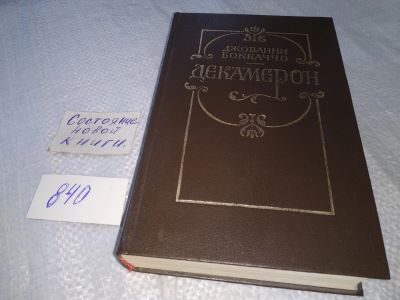 ДЖОВАННИ
БОККАЧЧО
ДЕКАМЕРОН
Состояние
новой
книги.
840